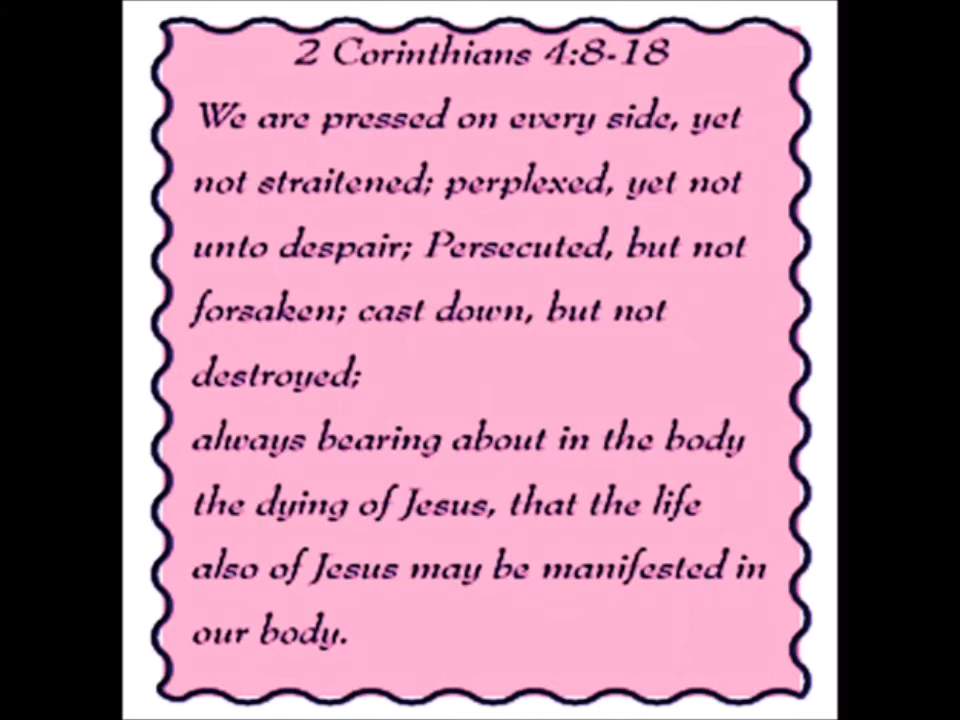 2 Corinthians 4:8-18
We are pressed on every side, yet
not straitened; perplexed, yet not
unto despair; Persecuted, but not
forsaken; cast down, but not
destroyed;
always bearing about in the body
the dying of Jesus, that the life
also of Jesus may be manifested in
our body.